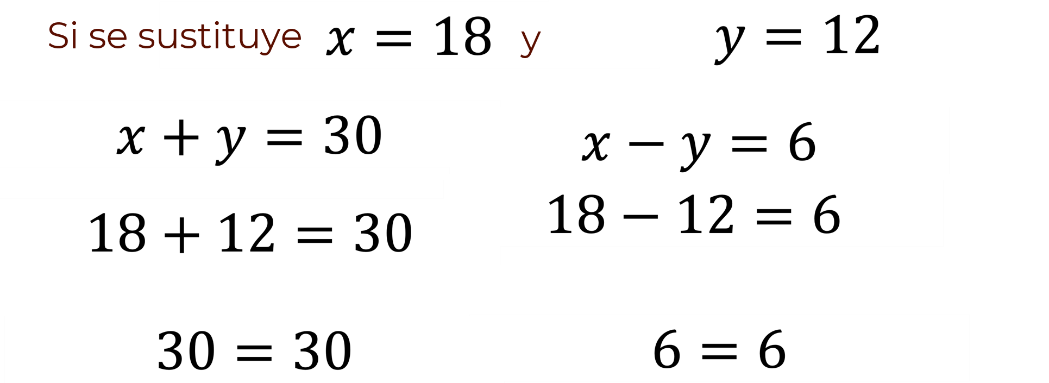 Si se sustituye x = 18 y y = 12
x + y = 30 x − y = 6
18 + 12 = 30 18 − 12 = 6
30 = 30 6 = 6